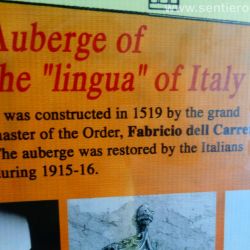 www.sentiero
Auberge of
he "lingua" of Italy
was constructed in 1519 by the grand
master of the Order, Fabricio dell Carre
The auberge was restored by the Italians
during 1915-16.